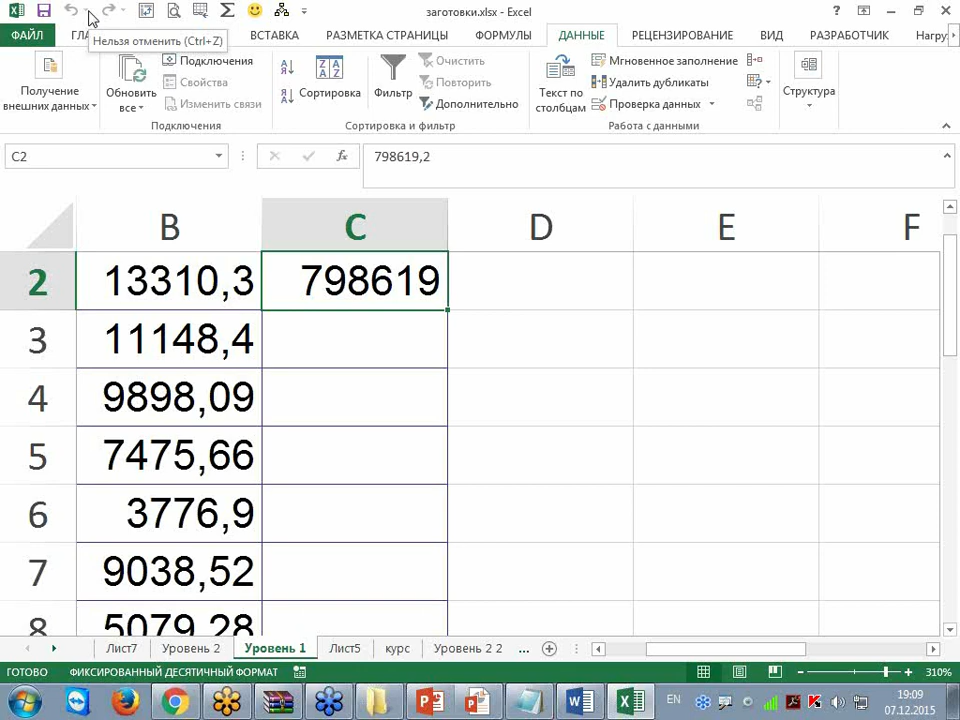 заготовки.xlsx - Excel
?
ФАЙЛ
ГЛА
ВСТАВКА
РАЗМЕТКА СТРАНИЦЫ
ФОРМУЛЫ
ДАННЫЕ
РЕЦЕНЗИРОВАНИЕ
ВИД
РАЗРАБОТЧИК
Нагру
Нельзя отменить (Ctrl+Z)
Получение
внешних данных
Обновить
все
Подключения
Свойства
Изменить связи
Подключения
Сортировка
Фильтр
Очистить
Повторить
Дополнительно
Сортировка и фильтр
Текст по
столбцам
Мгновенное заполнение
Удалить дубликаты
Проверка данных
Работа с данными
Структура
C2
fx
798619,2
B C D E F
2 13310,3 798619
3 11148,4
4 9898,09
5 7475,66
6 3776,9
7 9038,52
8 5079,28
Лист7 Уровень 2 Уровень 1 Лист5 курс Уровень 2 2 ...
ГОТОВО ФИКСИРОВАННЫЙ ДЕСЯТИЧНЫЙ ФОРМАТ 310%
EN
19:09
07.12.2015